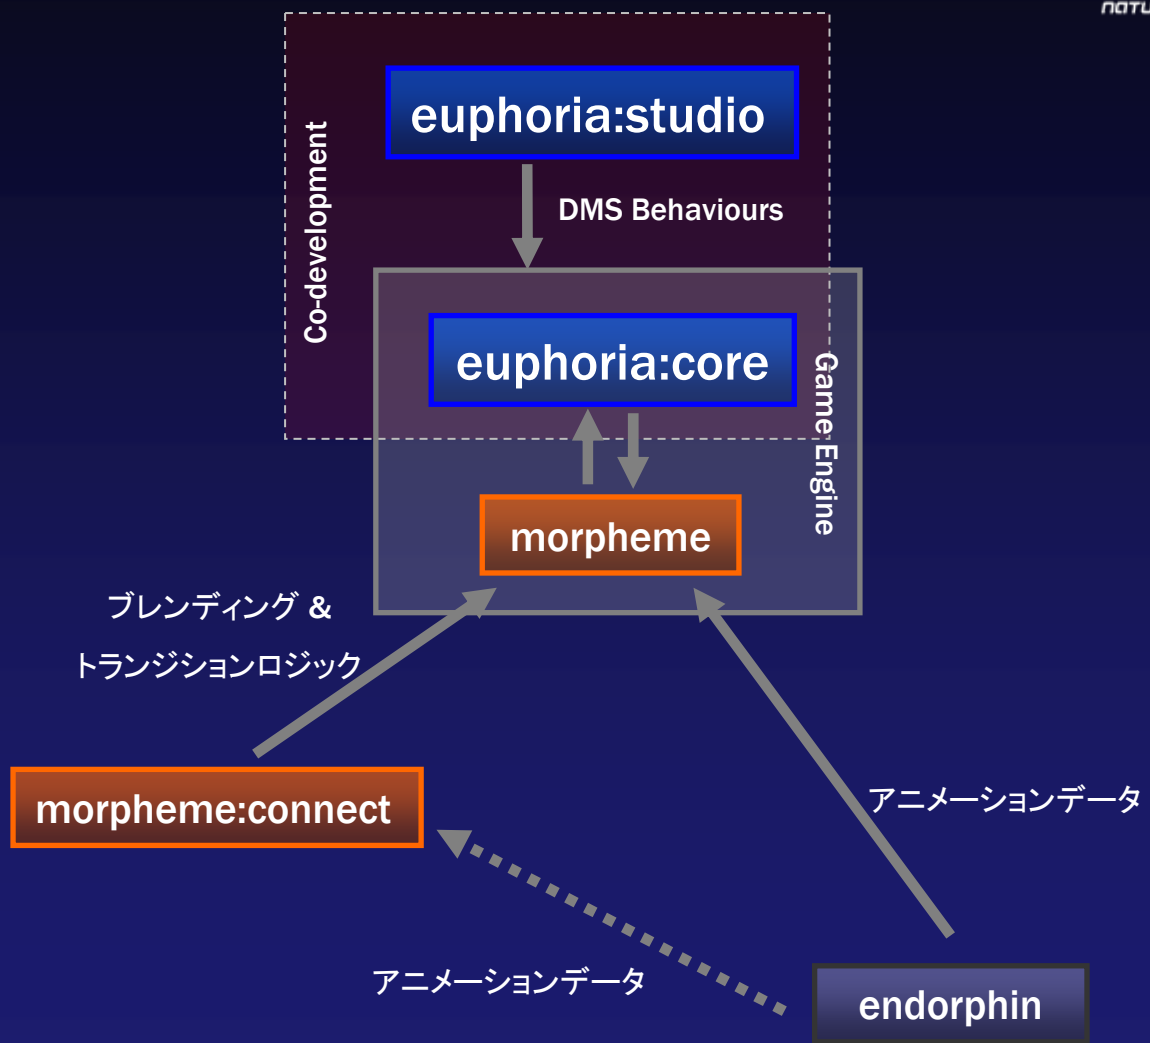 euphoria:studio
Co-development
DMS Behaviours
euphoria:core
Game Engine
morpheme
ブレンディング &
トランジションロジック
morpheme:connect
アニメーションデータ
アニメーションデータ
endorphin